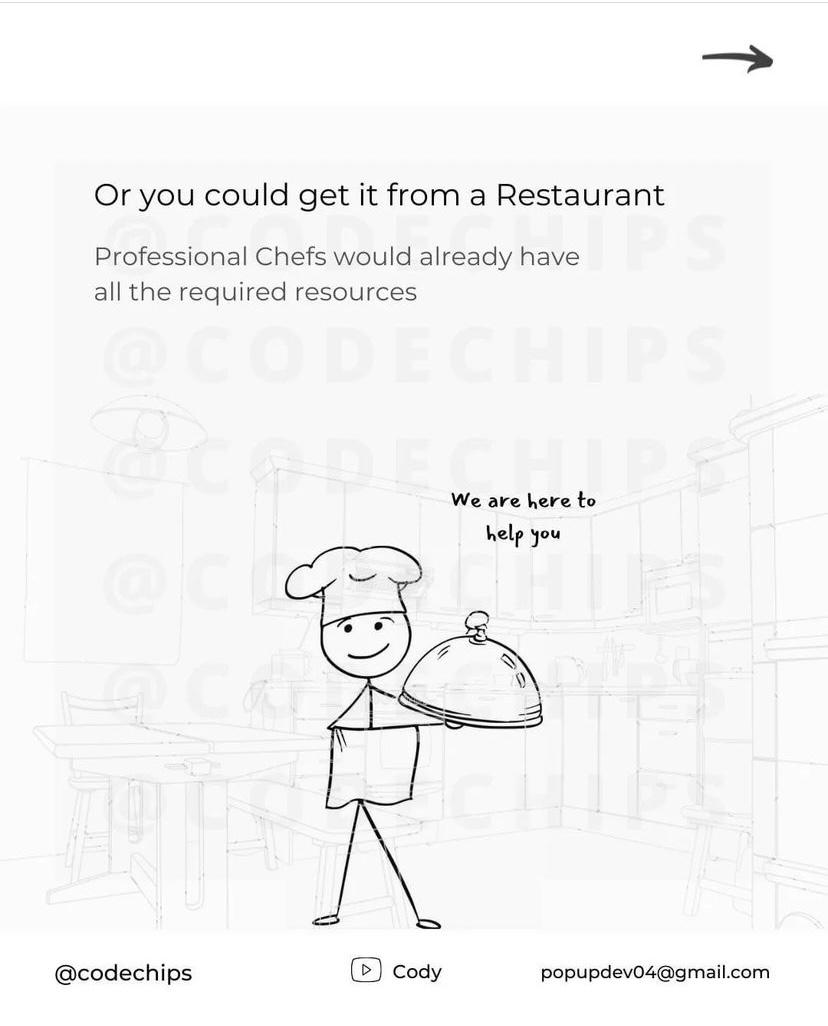 Or you could get it from a Restaurant
Professional Chefs would already have
all the required resources
@CODECHIPS
@CODECHIPS
@CODECHIPS
We are here to
help you
@CODECHIPS
@CODECHIPS
@CODECHIPS
@codechips
Cody
popupdev04@gmail.com